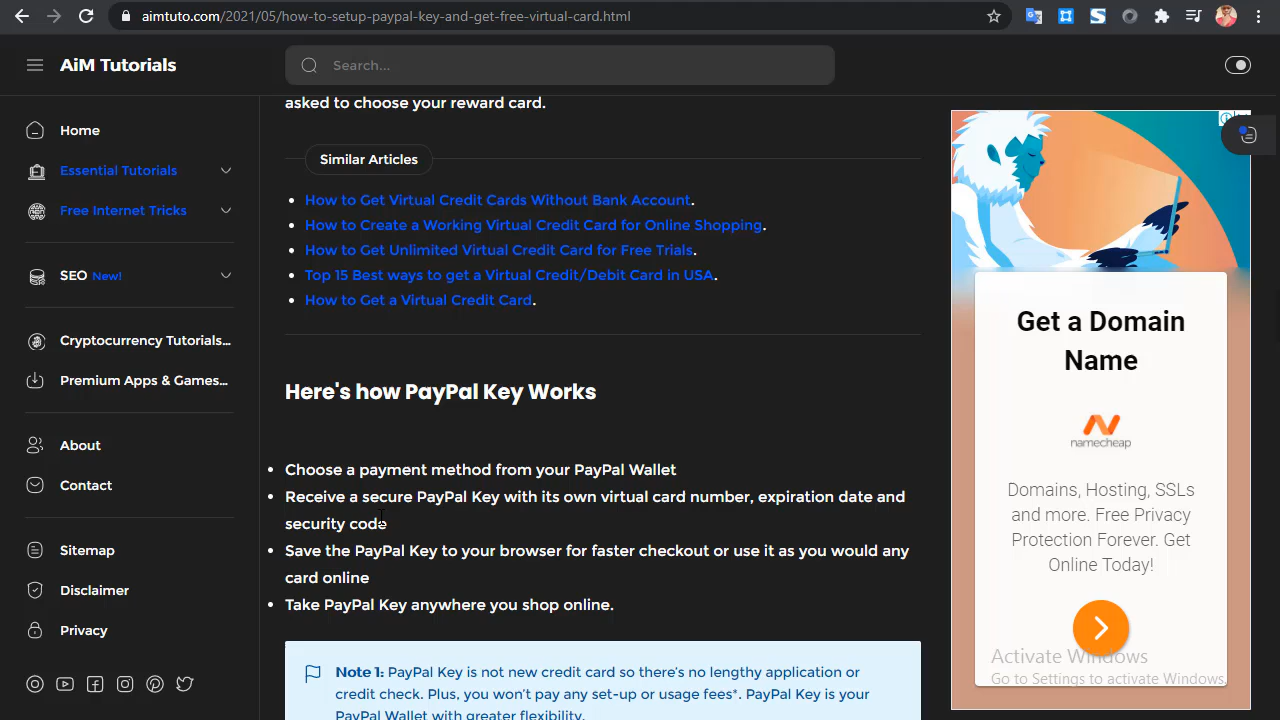 aimtuto.com/2021/05/how-to-setup-paypal-key-and-get-free-virtual-card.html
AiM Tutorials
Search...
Home
Essential Tutorials
Free Internet Tricks
SEO New!
Cryptocurrency Tutorials...
Premium Apps & Games...
About
Contact
Sitemap
Disclaimer
Privacy
asked to choose your reward card.
Similar Articles
How to Get Virtual Credit Cards Without Bank Account.
How to Create a Working Virtual Credit Card for Online Shopping.
How to Get Unlimited Virtual Credit Card for Free Trials.
Top 15 Best ways to get a Virtual Credit/Debit Card in USA.
How to Get a Virtual Credit Card.
Here's how PayPal Key Works
Choose a payment method from your PayPal Wallet
Receive a secure PayPal Key with its own virtual card number, expiration date and
security code
Save the PayPal Key to your browser for faster checkout or use it as you would any
card online
Take PayPal Key anywhere you shop online.
Note 1: PayPal Key is not new credit card so there's no lengthy application or
credit check. Plus, you won't pay any set-up or usage fees*. PayPal Key is your
PayPal Wallet with greater flexibility.
Get a Domain
Name
namecheap
Domains, Hosting, SSLs
and more. Free Privacy
Protection Forever. Get
Online Today!
Activate Windows
Go to Settings to activate Windows.